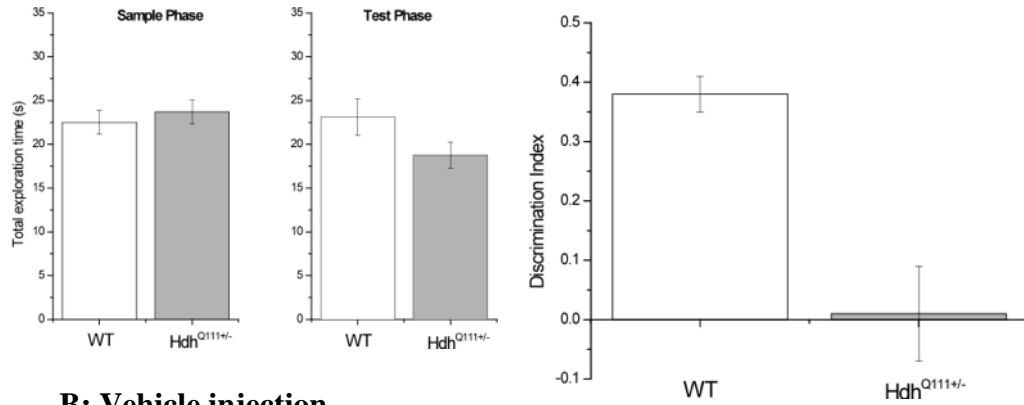 Sample Phase
Total exploration time (s)
35
30
25
20
15
10
5
0
WT
Hdh^Q111+/-
Test Phase
35
30
25
20
15
10
5
0
WT
Hdh^Q111+/-
Discrimination Index
0.5
0.4
0.3
0.2
0.1
0.0
-0.1
WT
Hdh^Q111+/-
B: Vehicle injection